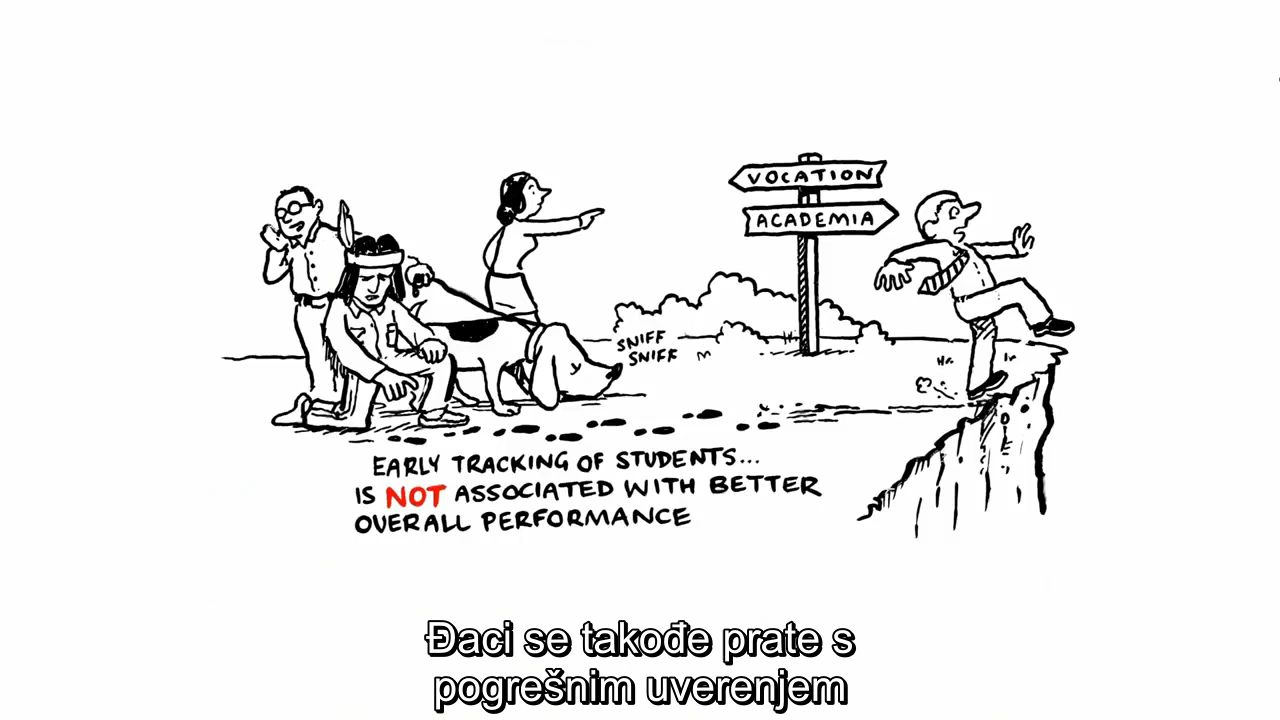 VOCATION
ACADEMIA
SNIFF
SNIFF
EARLY TRACKING OF STUDENTS...
IS NOT ASSOCIATED WITH BETTER
OVERALL PERFORMANCE
Đaci se takođe prate s
pogrešnim uverenjem